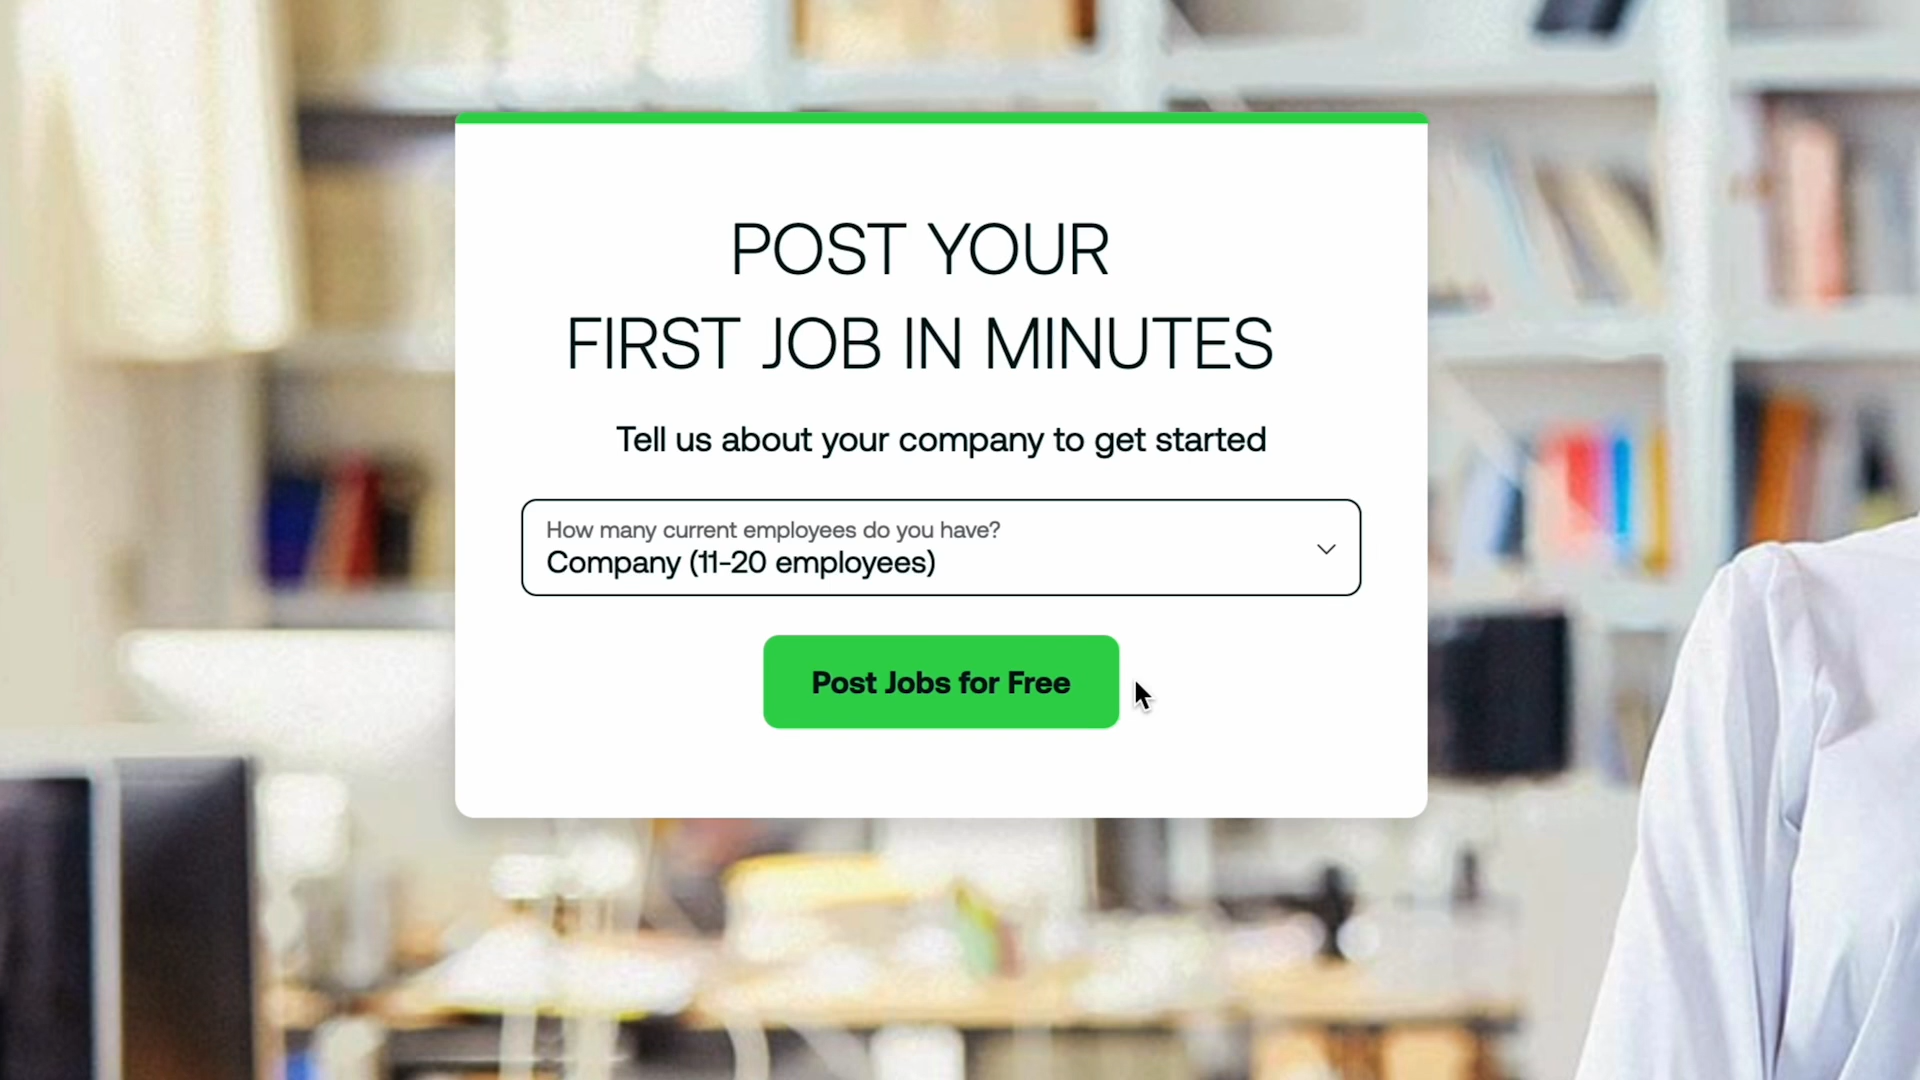 POST YOUR
FIRST JOB IN MINUTES
Tell us about your company to get started
How many current employees do you have?
Company (11-20 employees)
Post Jobs for Free